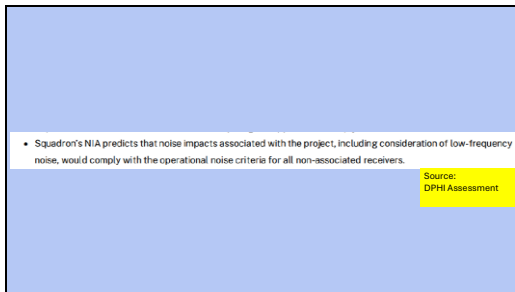 • Squadron's NIA predicts that noise impacts associated with the project, including consideration of low-frequency
noise, would comply with the operational noise criteria for all non-associated receivers.
Source:
DPHI Assessment